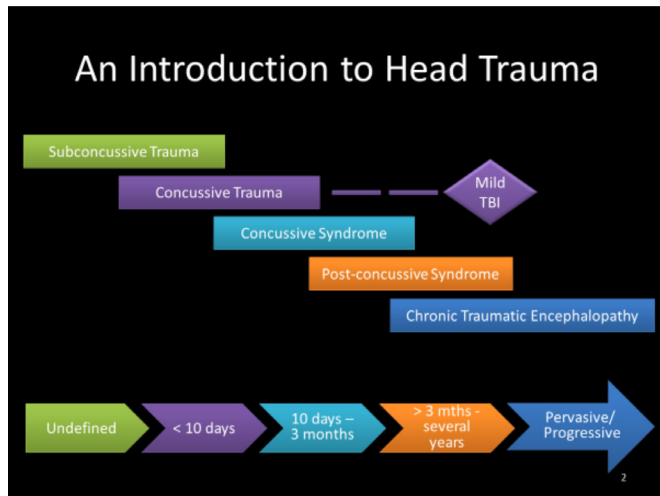 An Introduction to Head Trauma
Subconcussive Trauma
Concussive Trauma
Mild
TBI
Concussive Syndrome
Post-concussive Syndrome
Chronic Traumatic Encephalopathy
Undefined
< 10 days
10 days –
3 months
> 3 mths -
several
years
Pervasive/
Progressive
2